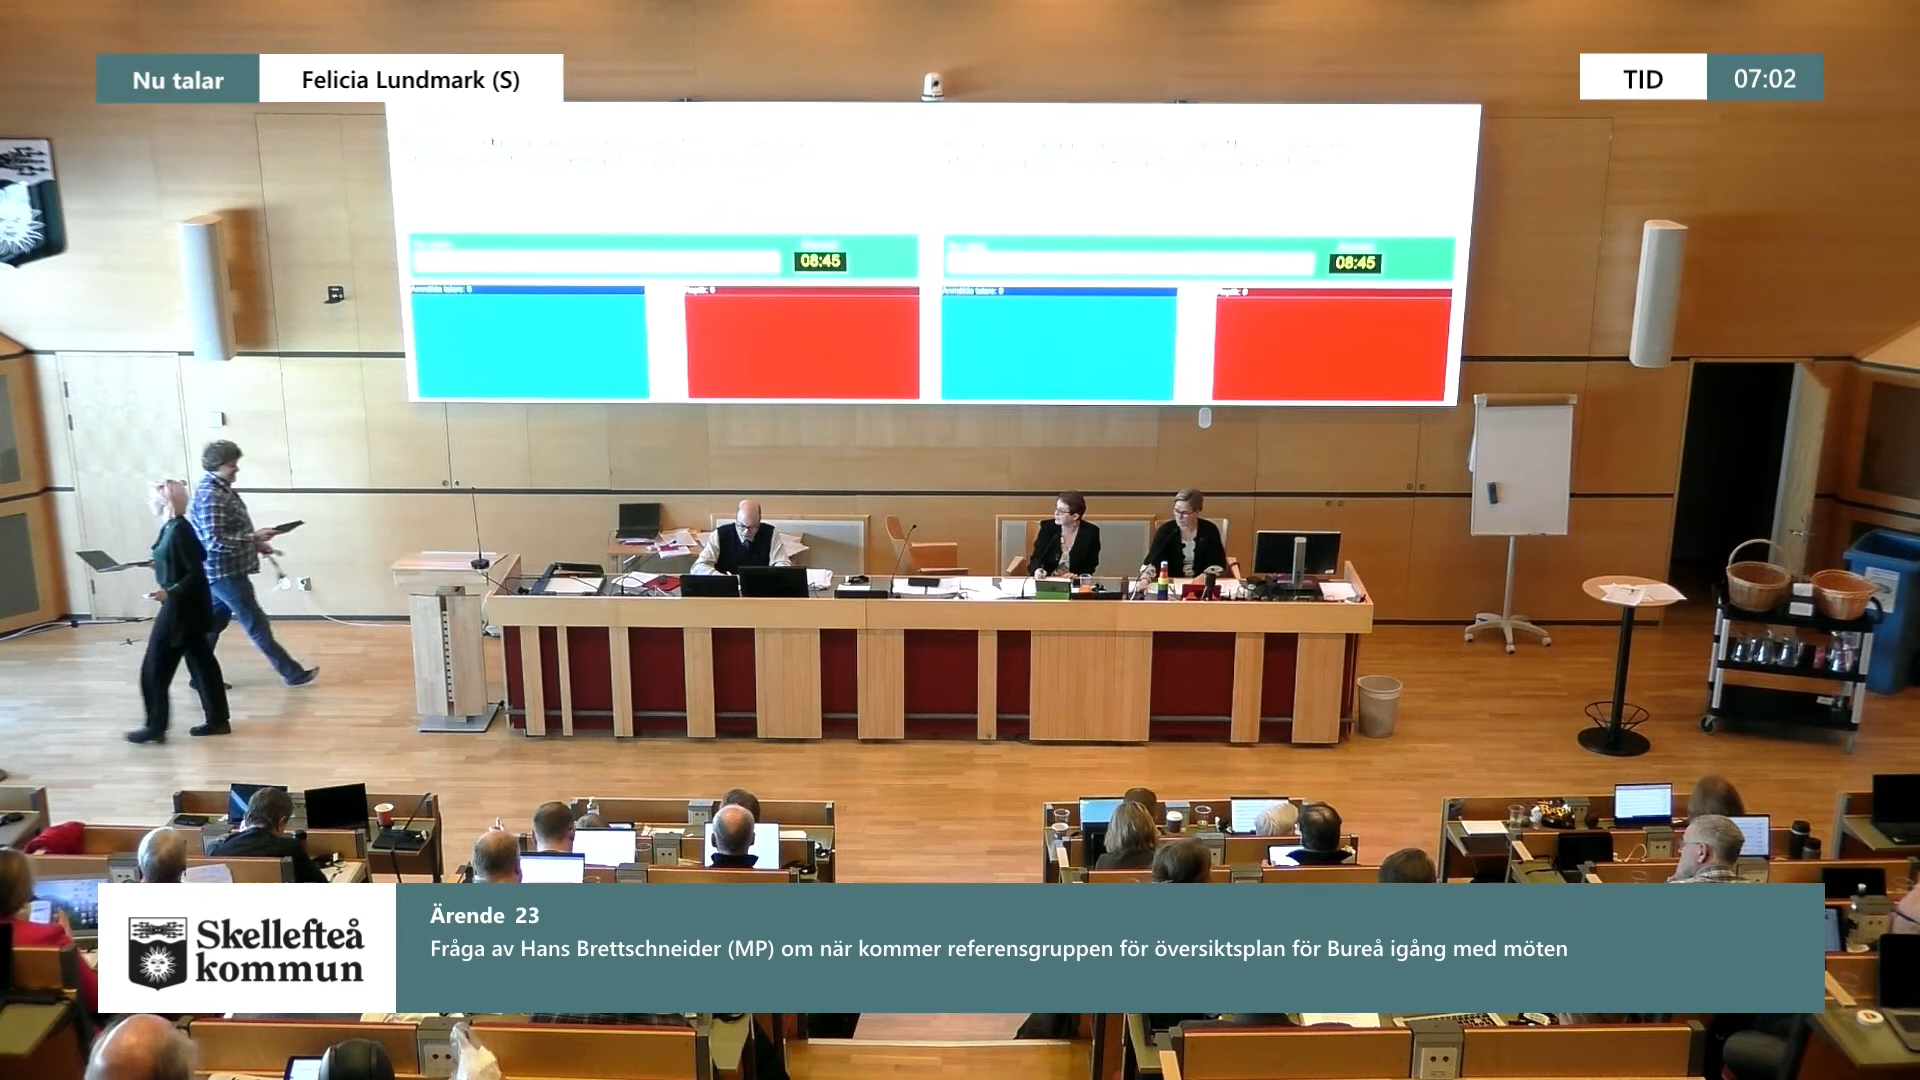 Nu talar
Felicia Lundmark (S)
TID
07:02
08:45
08:45
Skellefteå
kommun
Ärende 23
Fråga av Hans Brettschneider (MP) om när kommer referensgruppen för översiktsplan för Bureå igång med möten